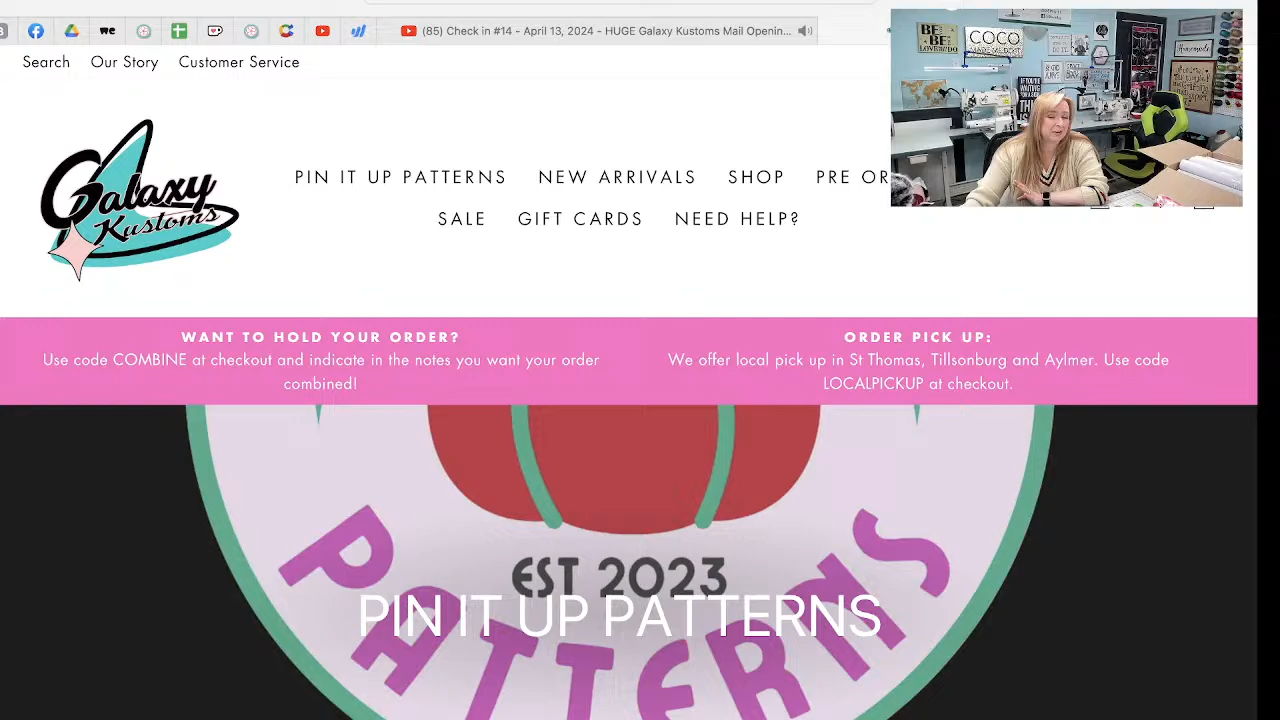 (85) Check in #14 - April 13, 2024 - HUGE Galaxy Kustoms Mail Openin...
Search Our Story Customer Service
Galaxy
Kustoms
PIN IT UP PATTERNS NEW ARRIVALS SHOP PRE OR
SALE GIFT CARDS NEED HELP?
WANT TO HOLD YOUR ORDER?
Use code COMBINE at checkout and indicate in the notes you want your order
combined!
ORDER PICK UP:
We offer local pick up in St Thomas, Tillsonburg and Aylmer. Use code
LOCALPICKUP at checkout.
EST 2023
PIN IT UP PATTERNS
PATTERNS